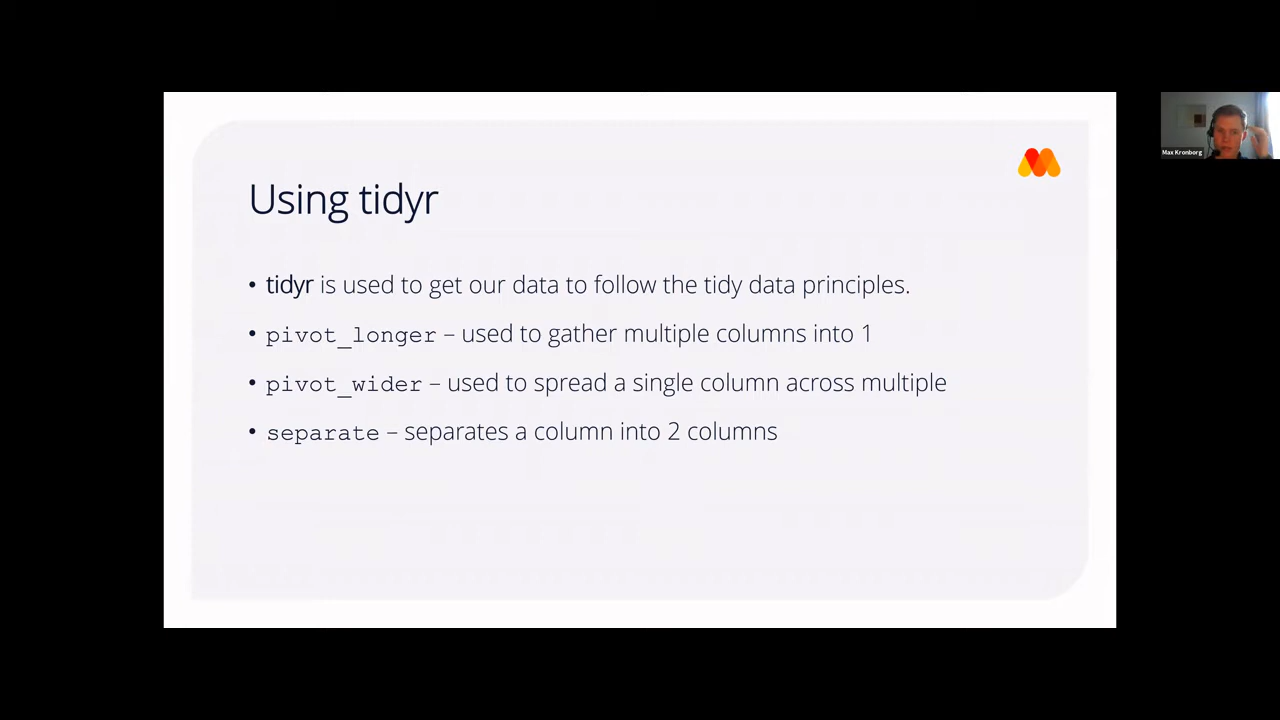 Using tidyr
• tidyr is used to get our data to follow the tidy data principles.
• pivot_longer – used to gather multiple columns into 1
• pivot_wider – used to spread a single column across multiple
• separate – separates a column into 2 columns
Max Kronborg